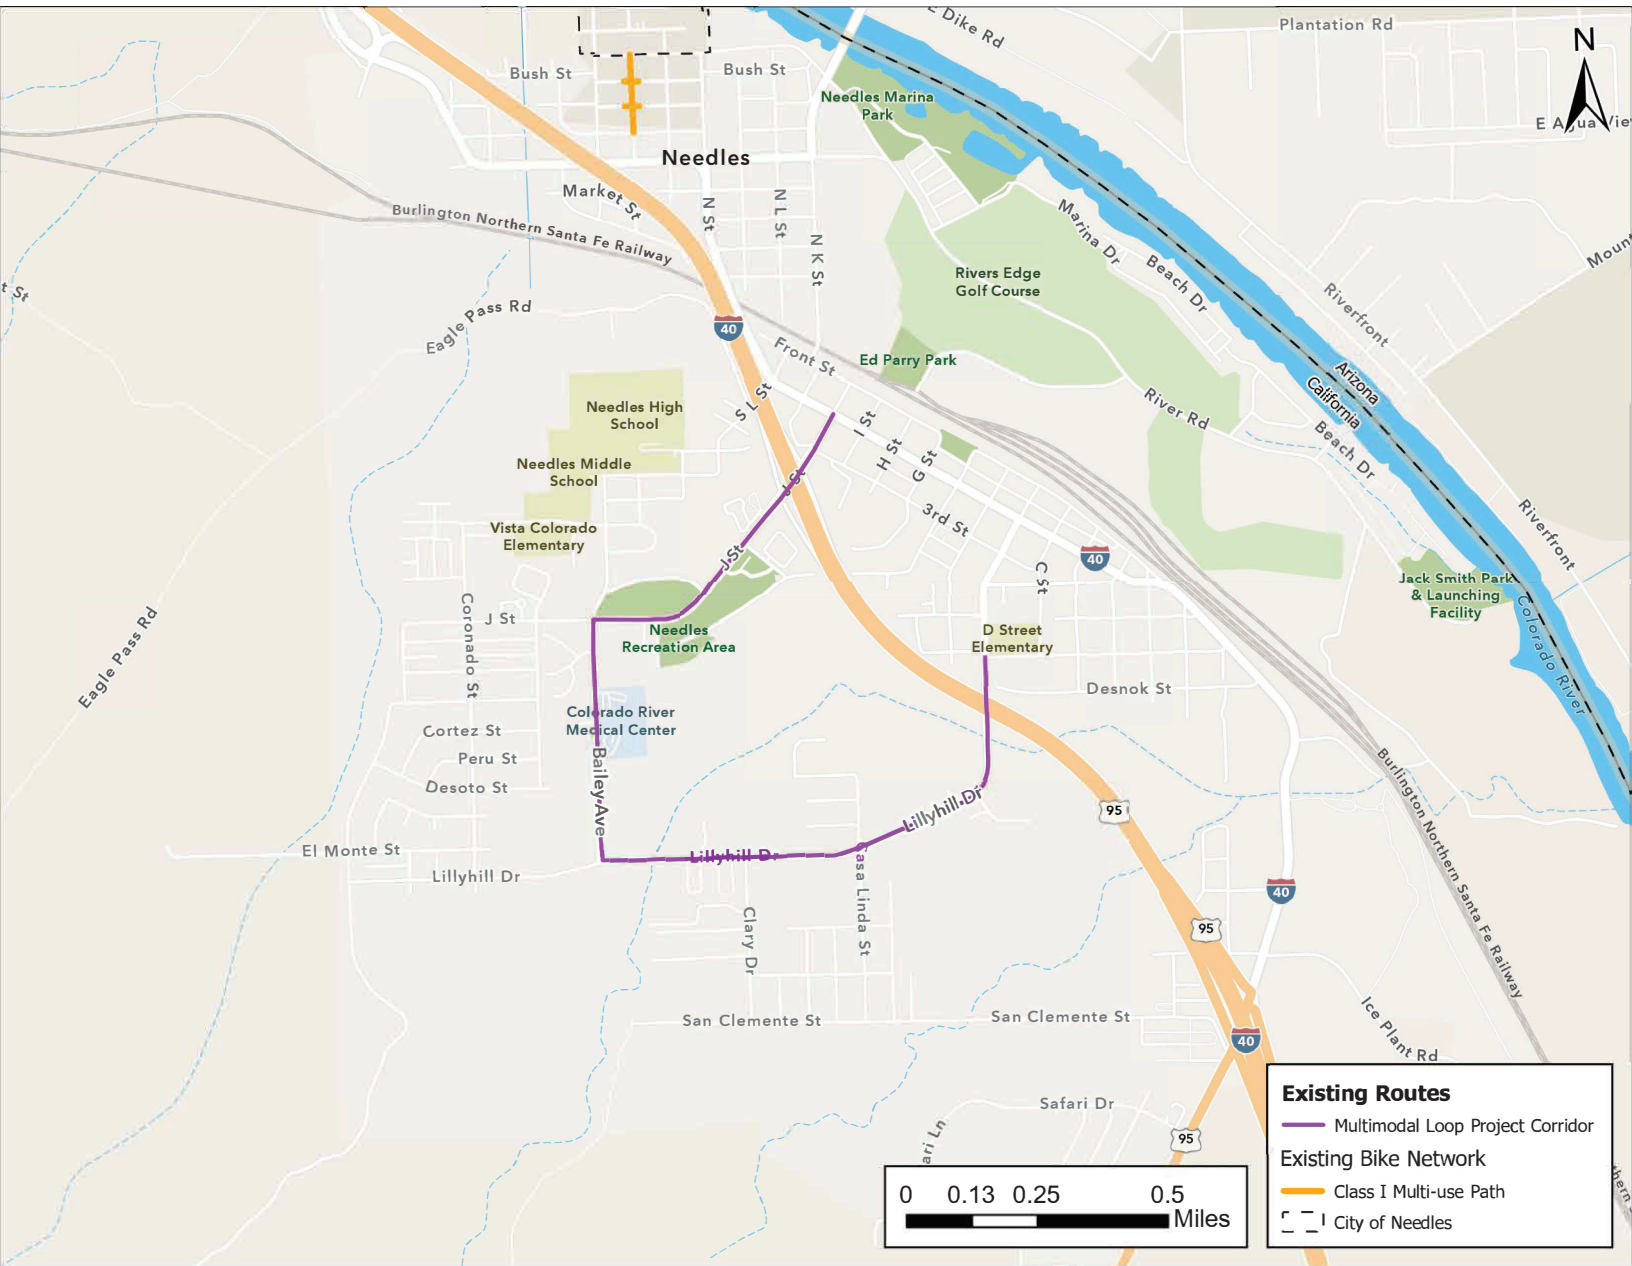 E Dike Rd
Plantation Rd
N
Bush St
Bush St
Needles Marina
Park
E Agua Vie
Needles
Market St
N St
N L St
N K St
Burlington Northern Santa Fe Railway
Marina Dr
Beach Dr
Mount
t St
Eagle Pass Rd
Rivers Edge
Golf Course
Riverfront
40
Front St
Ed Parry Park
Arizona
California
S L St
River Rd
Needles High
School
I St
H St
G St
Beach Dr
Needles Middle
School
J St
3rd St
Riverfront
Vista Colorado
Elementary
J St
40
C St
Jack Smith Park
& Launching
Facility
Colorado River
Eagle Pass Rd
Coronado St
J St
Needles
Recreation Area
D Street
Elementary
Desnok St
Colorado River
Medical Center
Cortez St
Peru St
Desoto St
Bailey Ave
Lillyhill Dr
95
Burlington Northern Santa Fe Railway
El Monte St
Lillyhill Dr
Lillyhill Dr
Casa Linda St
40
Clary Dr
95
San Clemente St
San Clemente St
Ice Plant Rd
40
Safari Dr
ari Ln
95
Existing Routes
Multimodal Loop Project Corridor
Existing Bike Network
Class I Multi-use Path
City of Needles
0 0.13 0.25 0.5
Miles